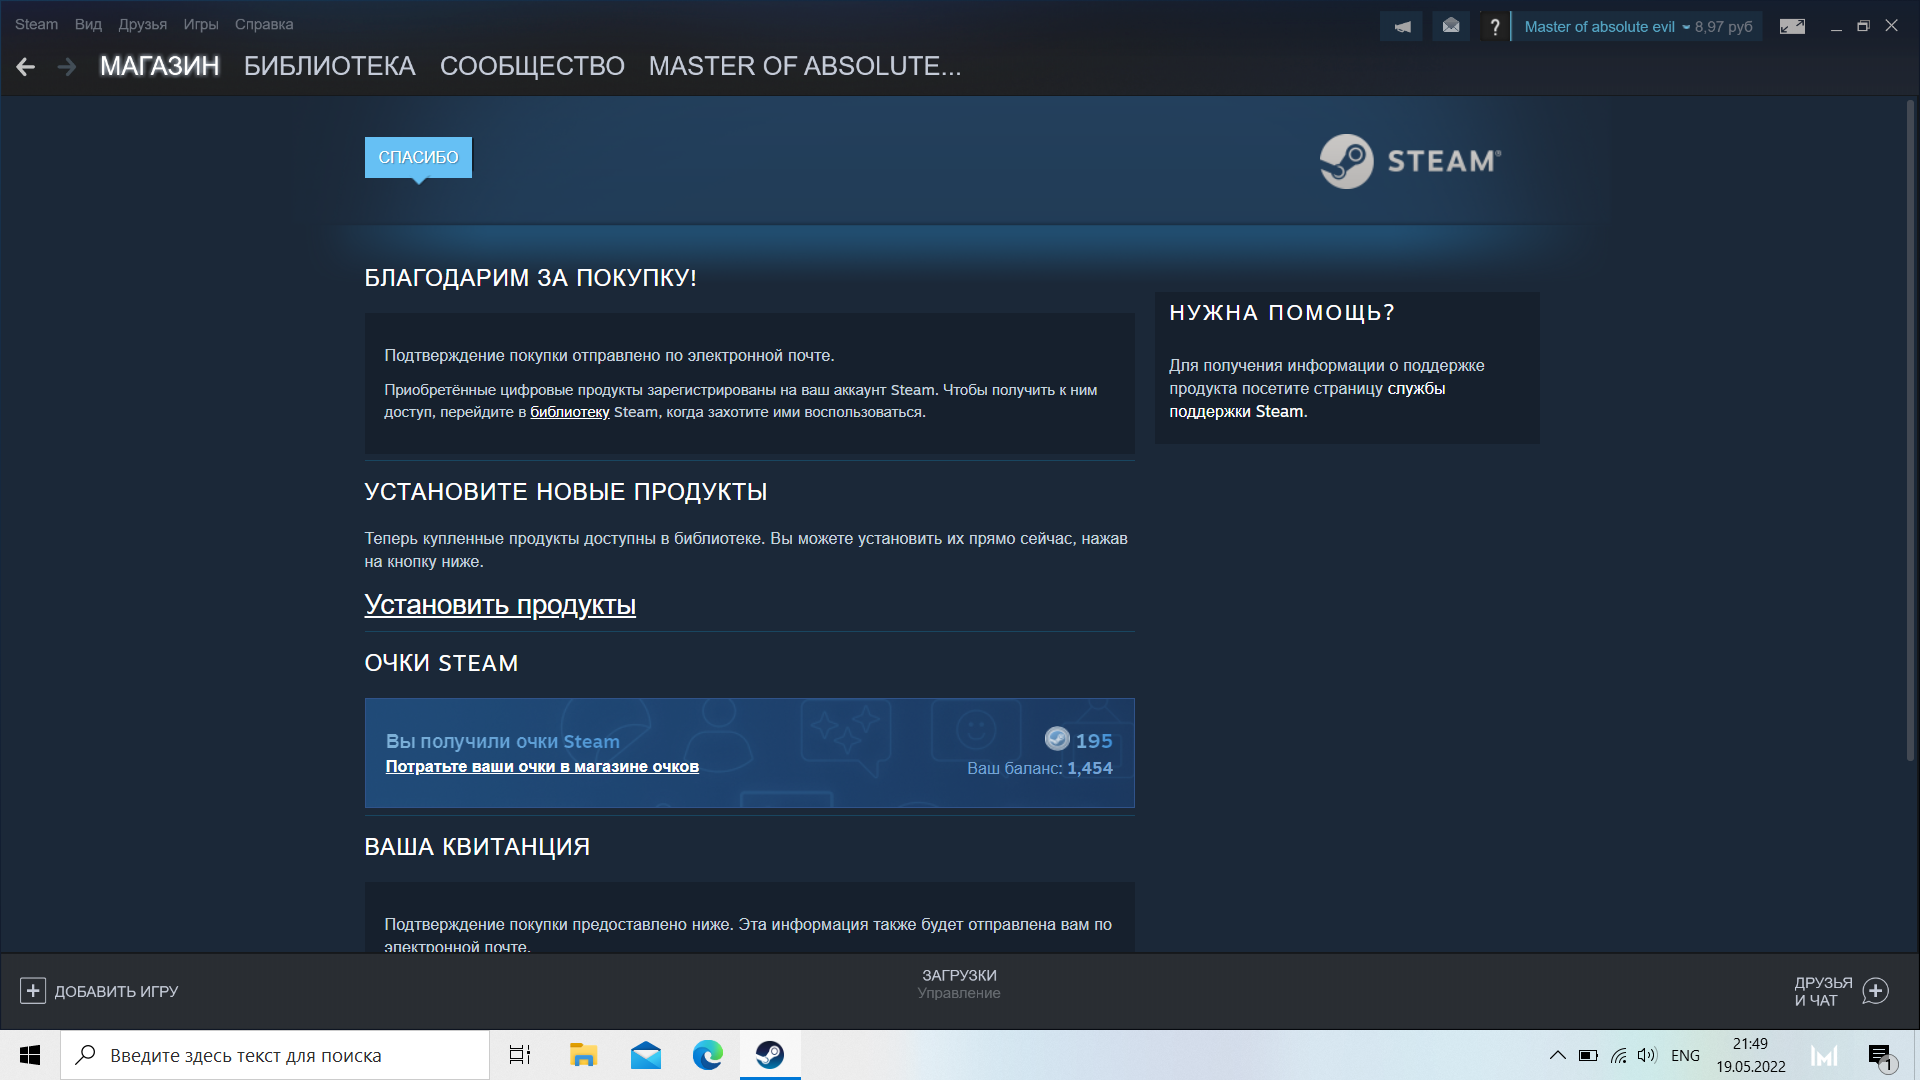 Steam Вид Друзья Игры Справка
? Master of absolute evil 8,97 руб
МАГАЗИН БИБЛИОТЕКА СООБЩЕСТВО MASTER OF ABSOLUTE...
СПАСИБО
STEAM®
БЛАГОДАРИМ ЗА ПОКУПКУ!
Подтверждение покупки отправлено по электронной почте.
Приобретённые цифровые продукты зарегистрированы на ваш аккаунт Steam. Чтобы получить к ним
доступ, перейдите в библиотеку Steam, когда захотите ими воспользоваться.
НУЖНА ПОМОЩЬ?
Для получения информации о поддержке
продукта посетите страницу службы
поддержки Steam.
УСТАНОВИТЕ НОВЫЕ ПРОДУКТЫ
Теперь купленные продукты доступны в библиотеке. Вы можете установить их прямо сейчас, нажав
на кнопку ниже.
Установить продукты
ОЧКИ STEAM
Вы получили очки Steam
195
Потратьте ваши очки в магазине очков
Ваш баланс: 1,454
ВАША КВИТАНЦИЯ
Подтверждение покупки предоставлено ниже. Эта информация также будет отправлена вам по
электронной почте.
ДОБАВИТЬ ИГРУ
ЗАГРУЗКИ
Управление
ДРУЗЬЯ
И ЧАТ
Введите здесь текст для поиска
ENG
21:49
19.05.2022
1